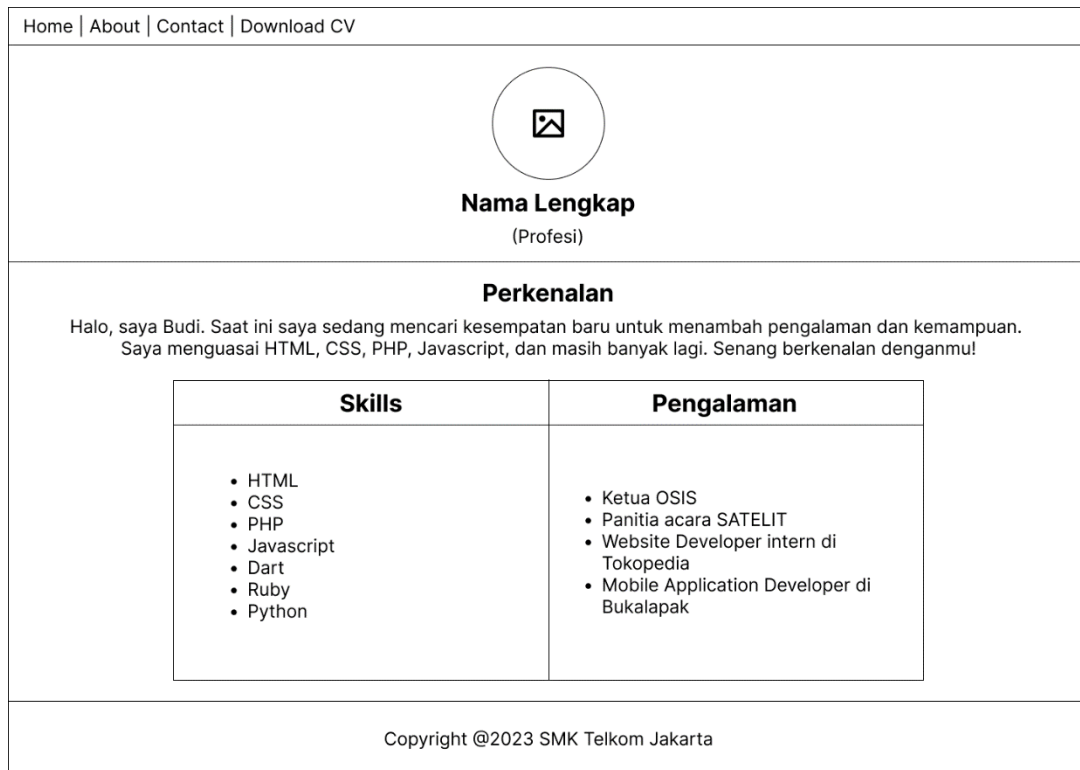 Home | About | Contact | Download CV
Nama Lengkap
(Profesi)
Perkenalan
Halo, saya Budi. Saat ini saya sedang mencari kesempatan baru untuk menambah pengalaman dan kemampuan.
Saya menguasai HTML, CSS, PHP, Javascript, dan masih banyak lagi. Senang berkenalan denganmu!
Skills
Pengalaman
• HTML
• CSS
• PHP
• Javascript
• Dart
• Ruby
• Python
• Ketua OSIS
• Panitia acara SATELIT
• Website Developer intern di
Tokopedia
• Mobile Application Developer di
Bukalapak
Copyright @2023 SMK Telkom Jakarta